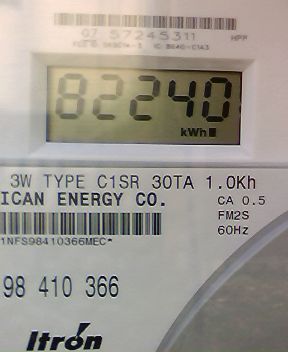 07 57245311
82240
kWh
3W TYPE C1SR 30TA 1.0Kh
ICAN ENERGY CO.
CA 0.5
FM2S
60Hz
1NFS98410366MEC*
98 410 366
Itrón